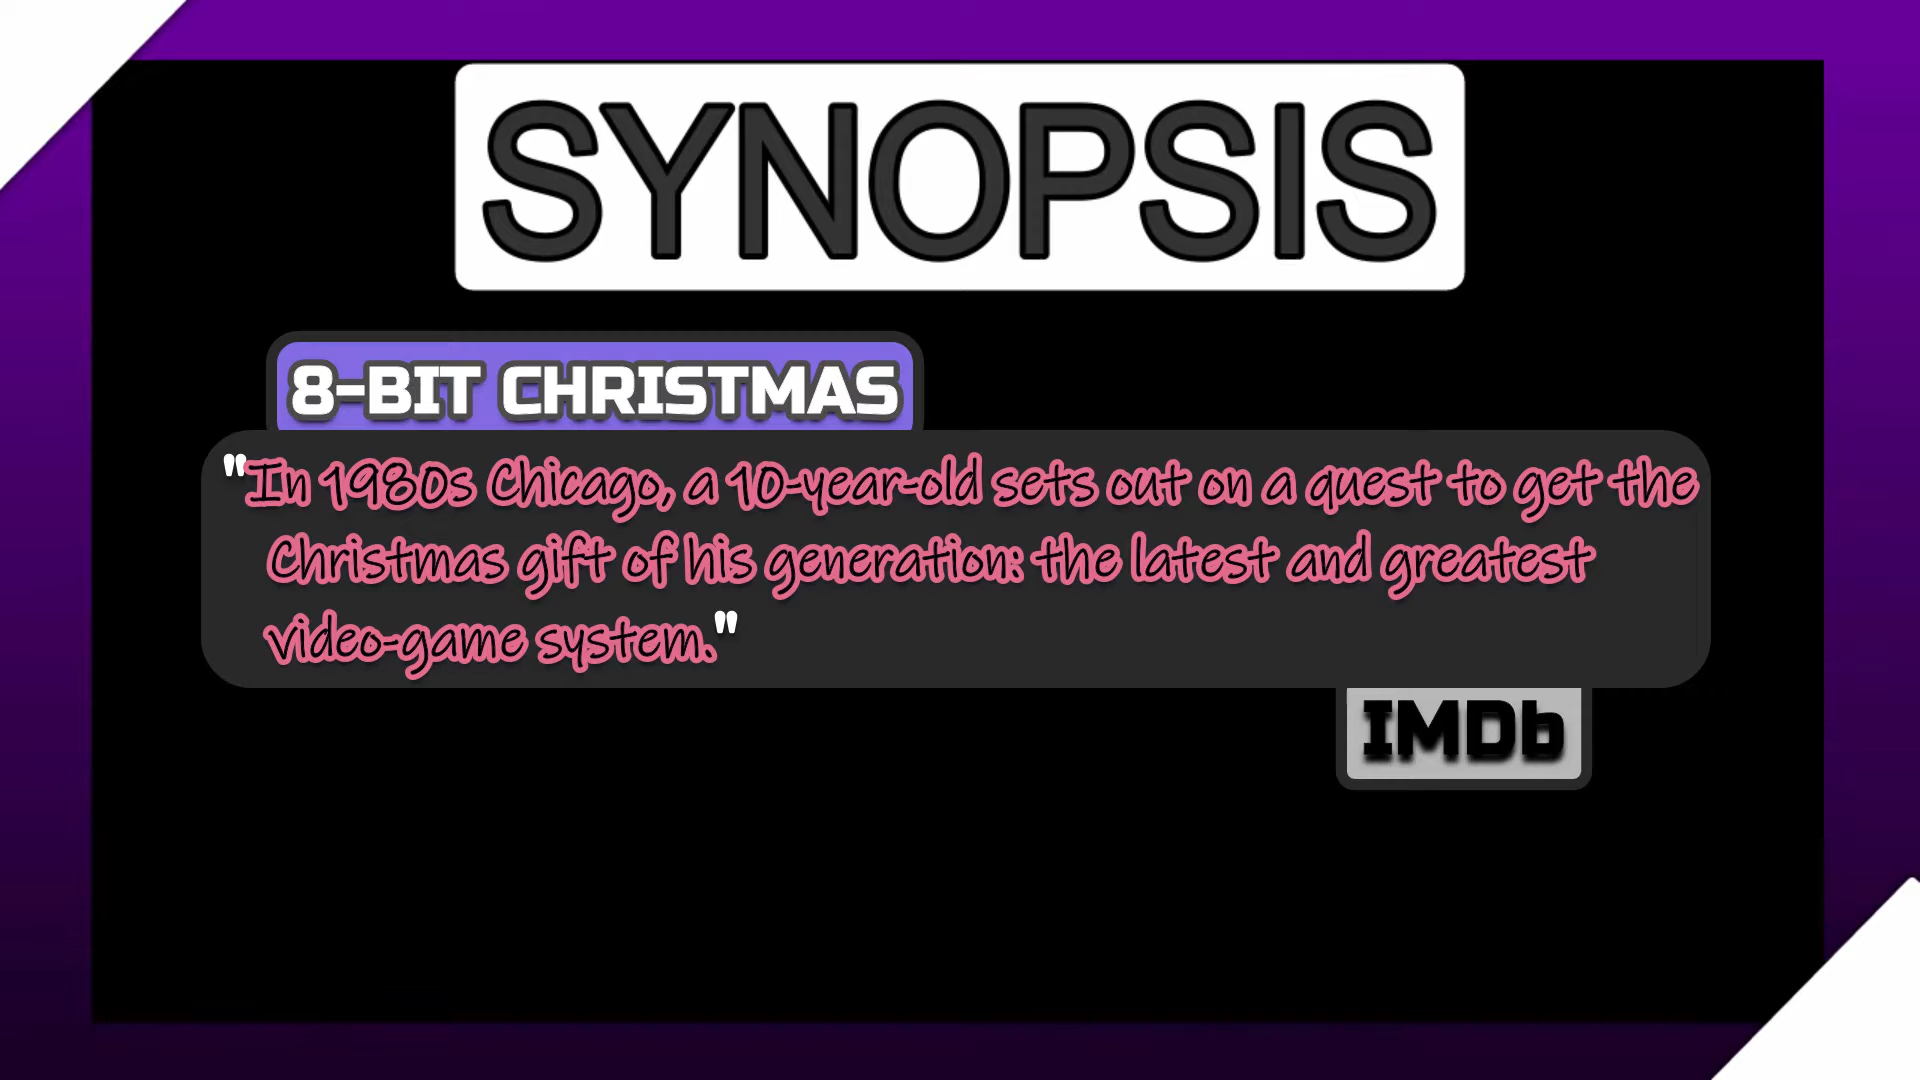 SYNOPSIS
8-BIT CHRISTMAS
"In 1980s Chicago, a 10-year-old sets out on a quest to get the
Christmas gift of his generation: the latest and greatest
video-game system."
IMDb